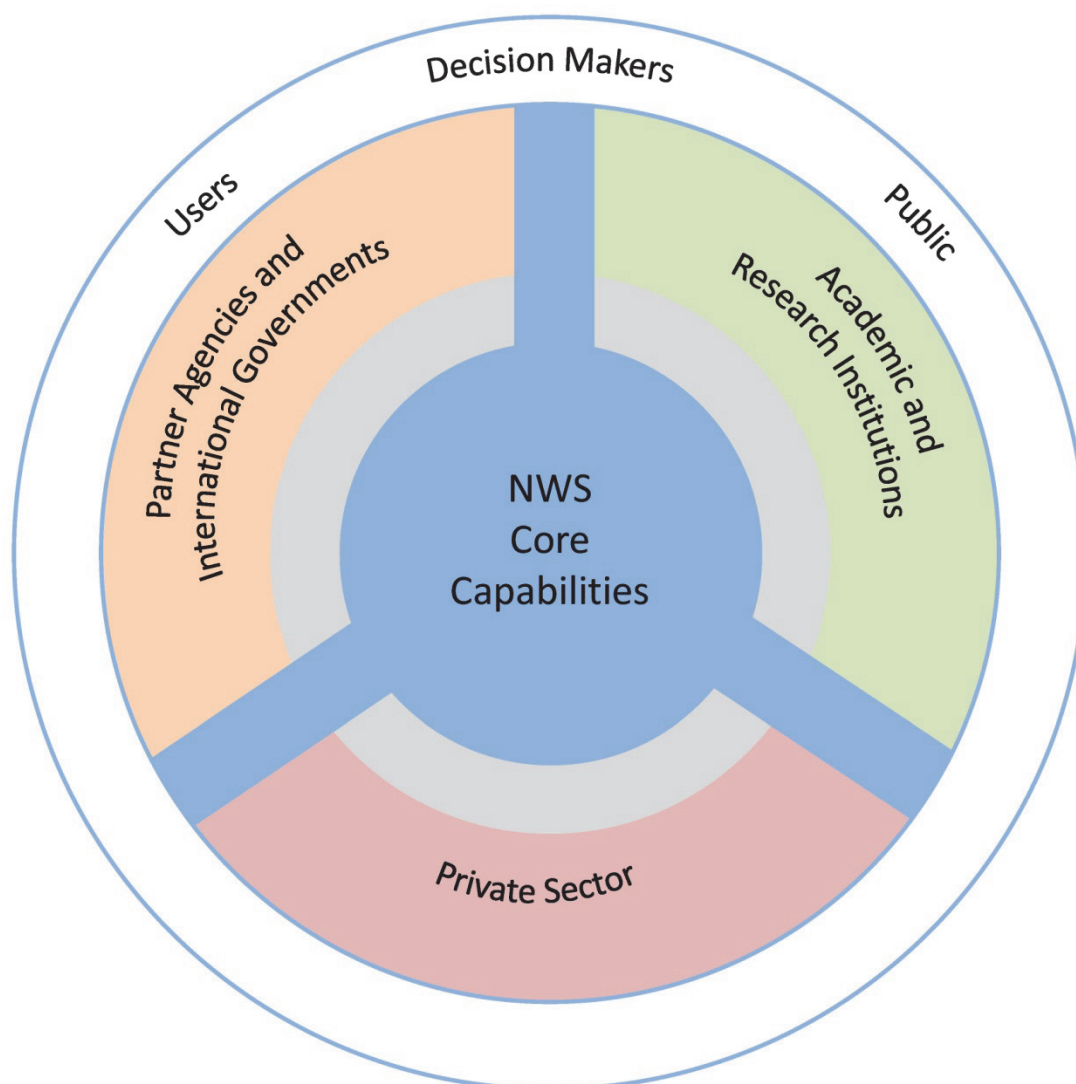 Decision Makers
Users
Public
Partner Agencies and
International Governments
Academic and
Research Institutions
NWS
Core
Capabilities
Private Sector